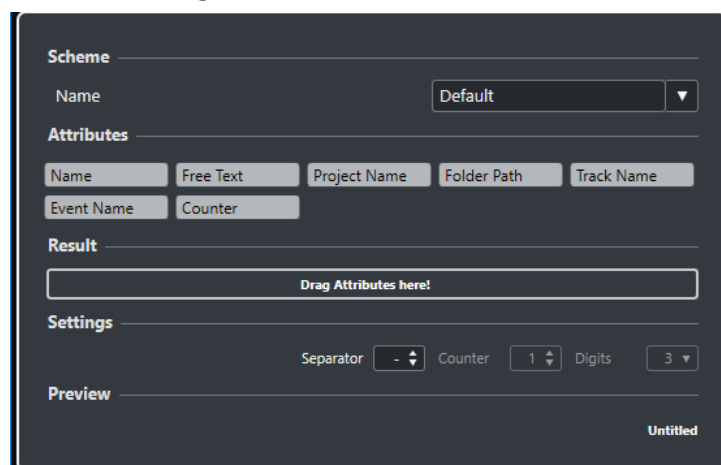 Scheme
Name Default
Attributes
Name Free Text Project Name Folder Path Track Name
Event Name Counter
Result
Drag Attributes here!
Settings
Separator - Counter 1 Digits 3
Preview
Untitled